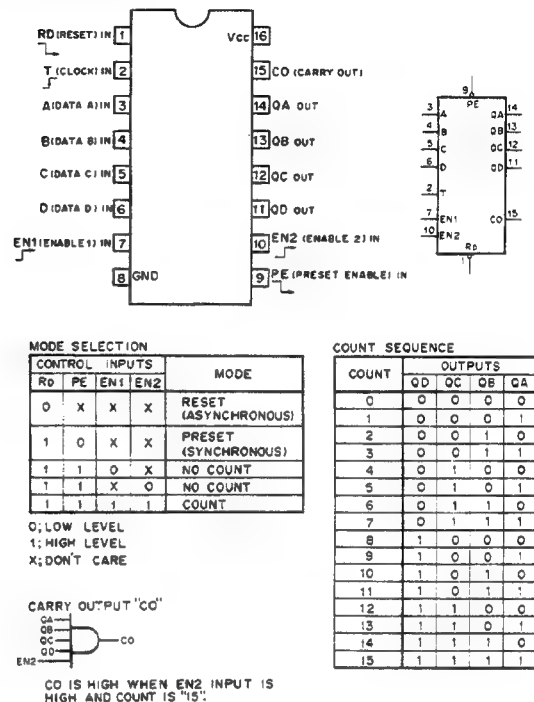 RD (RESET) IN 1
T (CLOCK) IN 2
A(DATA A) IN 3
B(DATA B) IN 4
C(DATA C) IN 5
D(DATA D) IN 6
EN1(ENABLE1) IN 7
8 GND
Vcc 16
15 CO (CARRY OUT)
14 QA OUT
13 QB OUT
12 QC OUT
11 QD OUT
10 EN2 (ENABLE 2) IN
9 PE (PRESET ENABLE) IN
9
PE
3 A QA 14
4 B QB 13
5 C QC 12
6 D QD 11
2 T
7 EN1 CO 15
10 EN2
RD
1
MODE SELECTION
CONTROL INPUTS MODE
RD PE EN1 EN2
0 X X X RESET
(ASYNCHRONOUS)
1 0 X X PRESET
(SYNCHRONOUS)
1 1 0 X NO COUNT
1 1 X 0 NO COUNT
1 1 1 1 COUNT
0; LOW LEVEL
1; HIGH LEVEL
X; DON'T CARE
CARRY OUTPUT "CO"
QA
QB
QC
QD
EN2
CO
CO IS HIGH WHEN EN2 INPUT IS
HIGH AND COUNT IS "15".
COUNT SEQUENCE
COUNT OUTPUTS
QD QC QB QA
0 0 0 0 0
1 0 0 0 1
2 0 0 1 0
3 0 0 1 1
4 0 1 0 0
5 0 1 0 1
6 0 1 1 0
7 0 1 1 1
8 1 0 0 0
9 1 0 0 1
10 1 0 1 0
11 1 0 1 1
12 1 1 0 0
13 1 1 0 1
14 1 1 1 0
15 1 1 1 1